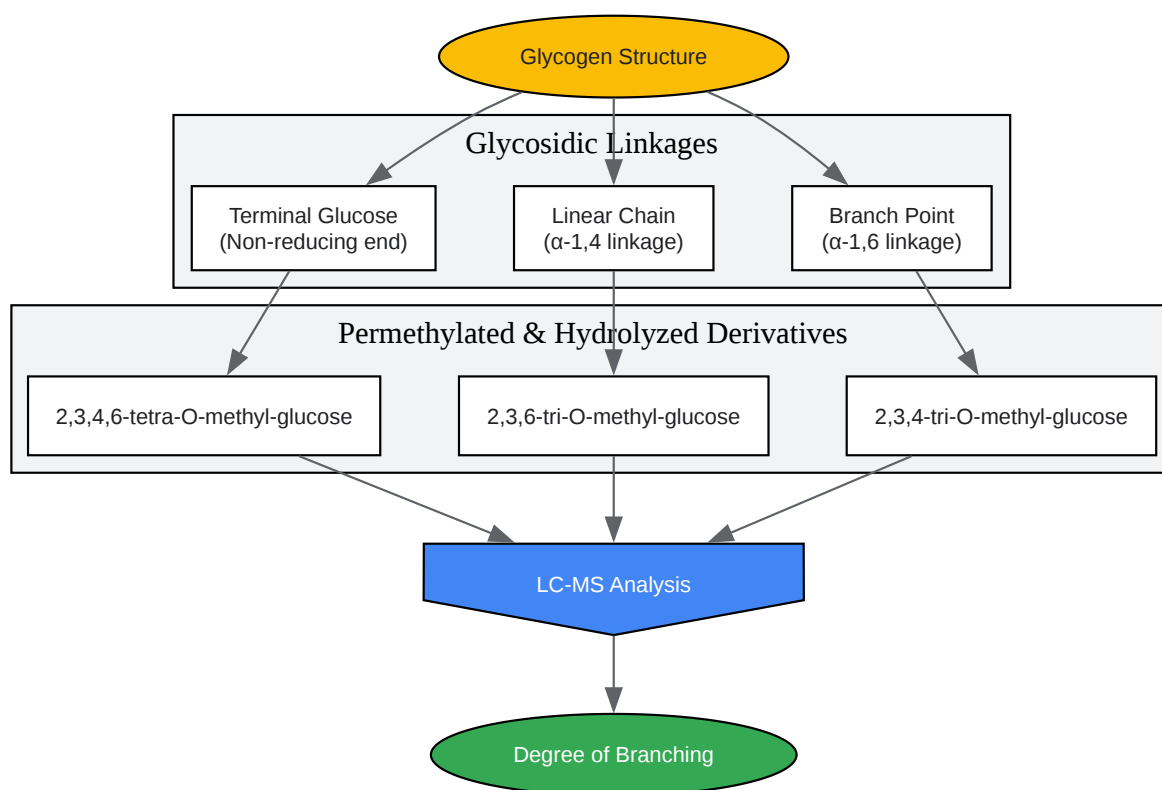 Glycogen Structure
Glycosidic Linkages
Terminal Glucose
(Non-reducing end)
Linear Chain
(α-1,4 linkage)
Branch Point
(α-1,6 linkage)
Permethylated & Hydrolyzed Derivatives
2,3,4,6-tetra-O-methyl-glucose
2,3,6-tri-O-methyl-glucose
2,3,4-tri-O-methyl-glucose
LC-MS Analysis
Degree of Branching